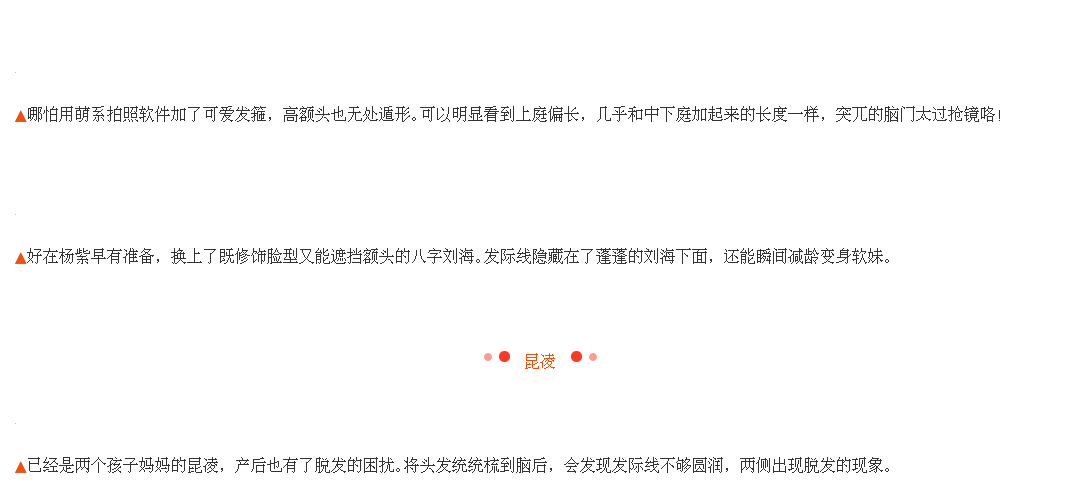 ▲哪怕用萌系拍照软件加了可爱发箍，高额头也无处遁形。可以明显看到上庭偏长，几乎和中下庭加起来的长度一样，突兀的脑门太过抢镜咯！
▲好在杨紫早有准备，换上了既修饰脸型又能遮挡额头的八字刘海。发际线隐藏在了蓬蓬的刘海下面，还能瞬间减龄变身软妹。
昆凌
▲已经是两个孩子妈妈的昆凌，产后也有了脱发的困扰。将头发统统梳到脑后，会发现发际线不够圆润，两侧出现脱发的现象。